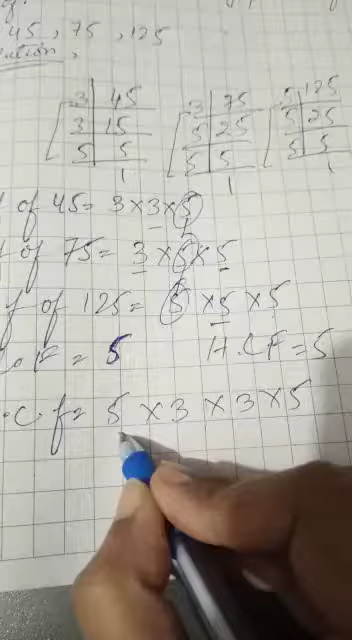 45, 75, 125
3 | 45   3 | 75   5 | 125
3 | 15   5 | 25   5 | 25
5 | 5   5 | 5   5 | 5
1   1   1
of 45 = 3 × 3 × 5
of 75 = 3 × 5 × 5
f of 125 = 5 × 5 × 5
F = 5   H.C.F = 5
.C.f = 5 × 3 × 3 × 5